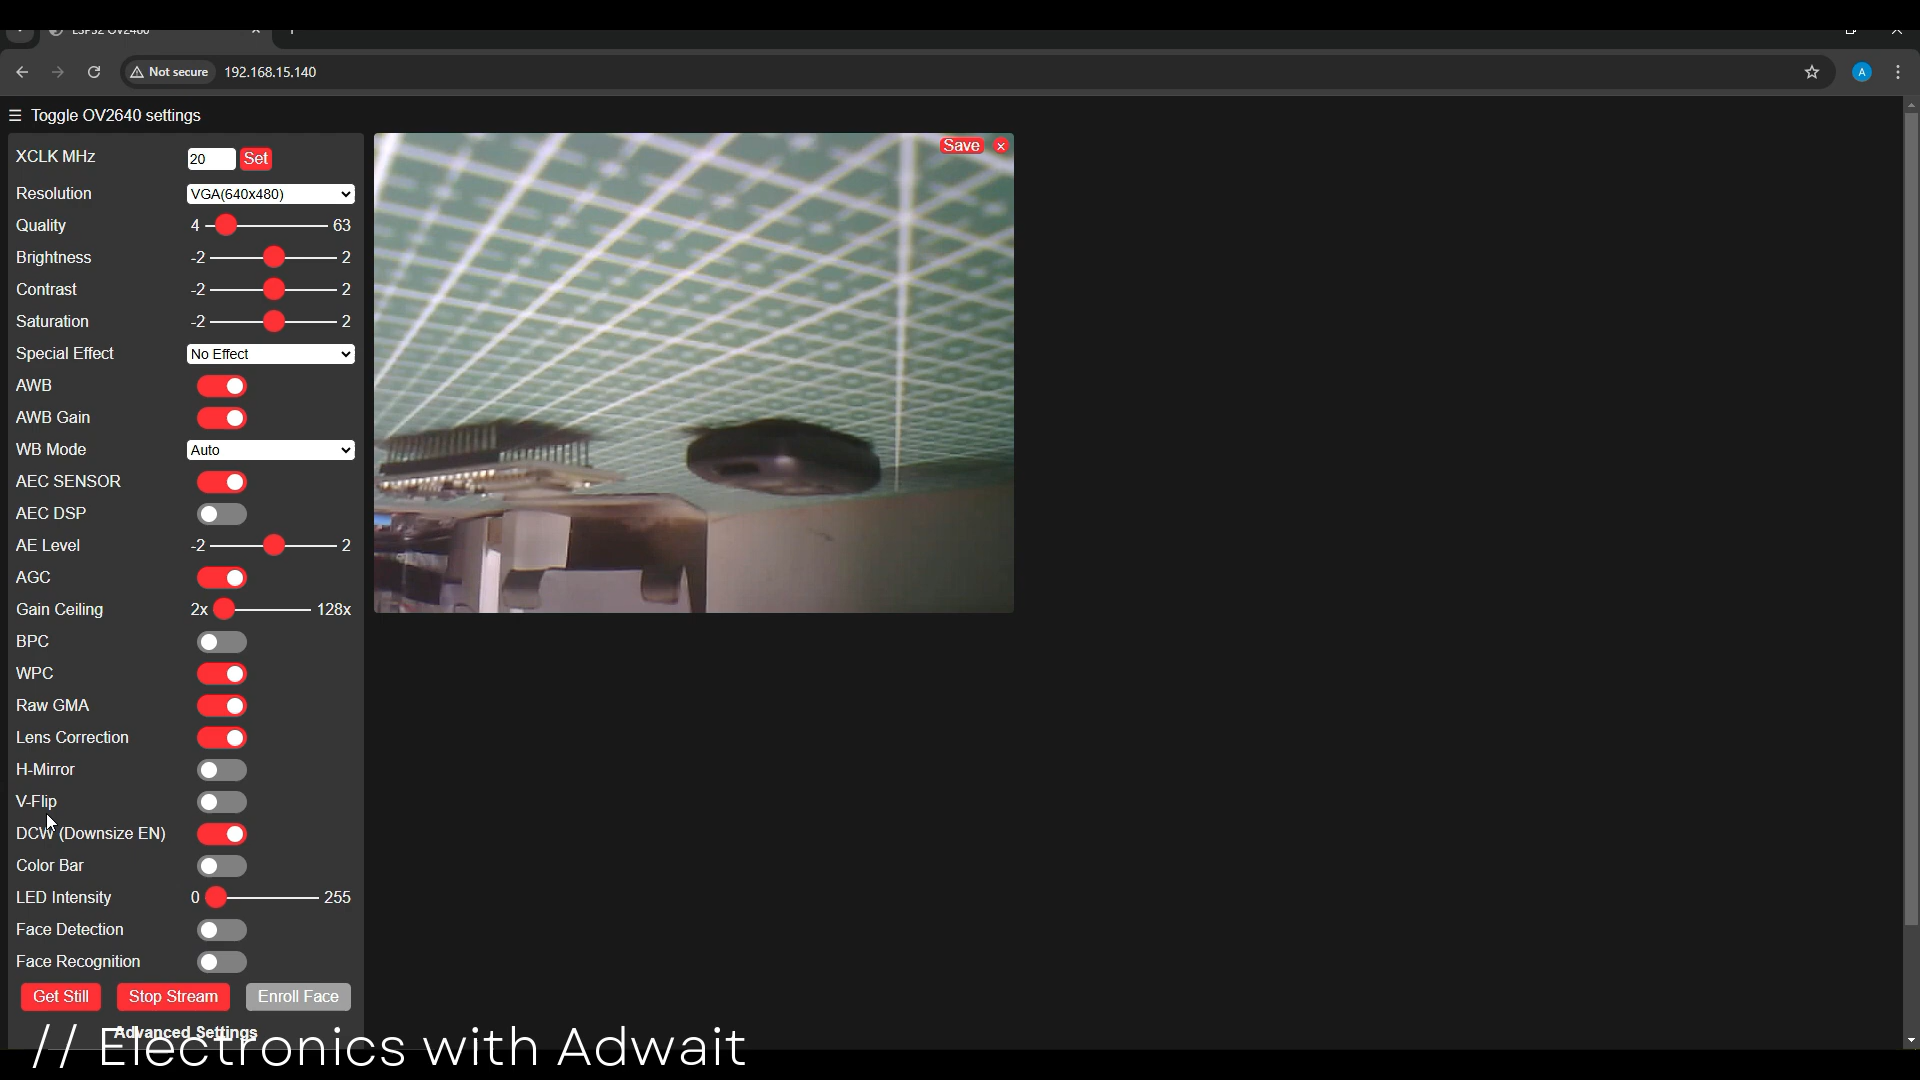 ESP32 OV2460
Not secure
192.168.15.140
A
Toggle OV2640 settings
XCLK MHz 20 Set
Resolution VGA(640x480)
Quality 4 63
Brightness -2 2
Contrast -2 2
Saturation -2 2
Special Effect No Effect
AWB
AWB Gain
WB Mode Auto
AEC SENSOR
AEC DSP
AE Level -2 2
AGC
Gain Ceiling 2x 128x
BPC
WPC
Raw GMA
Lens Correction
H-Mirror
V-Flip
DCW (Downsize EN)
Color Bar
LED Intensity 0 255
Face Detection
Face Recognition
Get Still Stop Stream Enroll Face
Advanced Settings
Save
// Electronics with Adwait